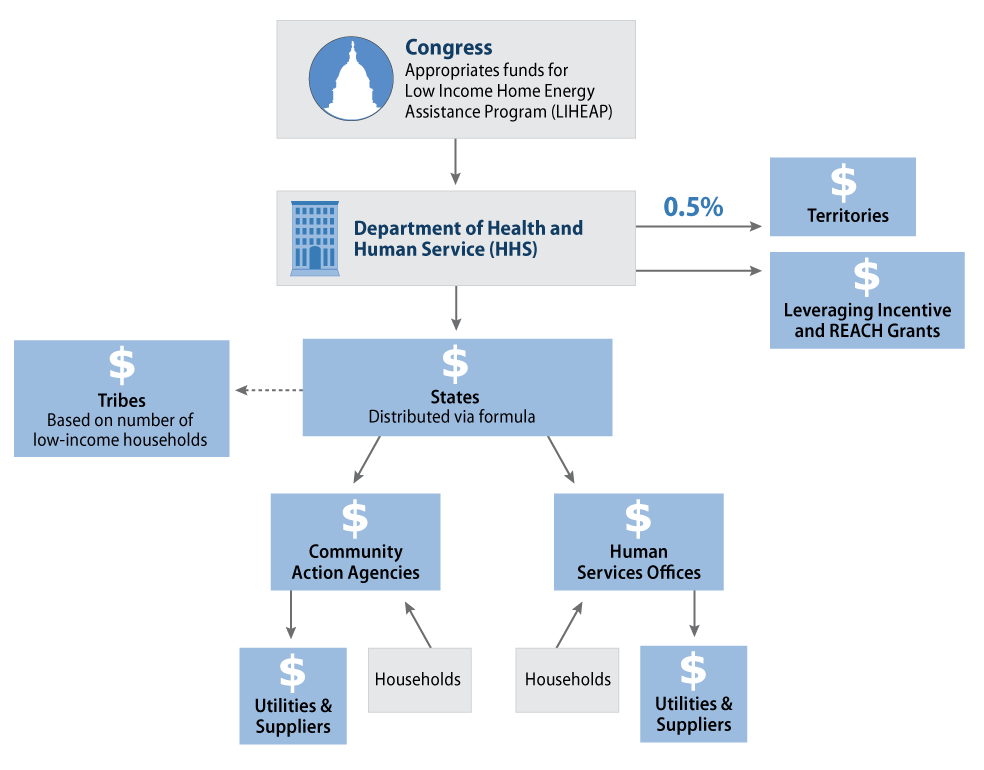 Congress
Appropriates funds for
Low Income Home Energy
Assistance Program (LIHEAP)
Department of Health and
Human Service (HHS)
0.5%
$
Territories
$
Leveraging Incentive
and REACH Grants
$
Tribes
Based on number of
low-income households
$
States
Distributed via formula
$
Community
Action Agencies
$
Human
Services Offices
$
Utilities &
Suppliers
Households
Households
$
Utilities &
Suppliers